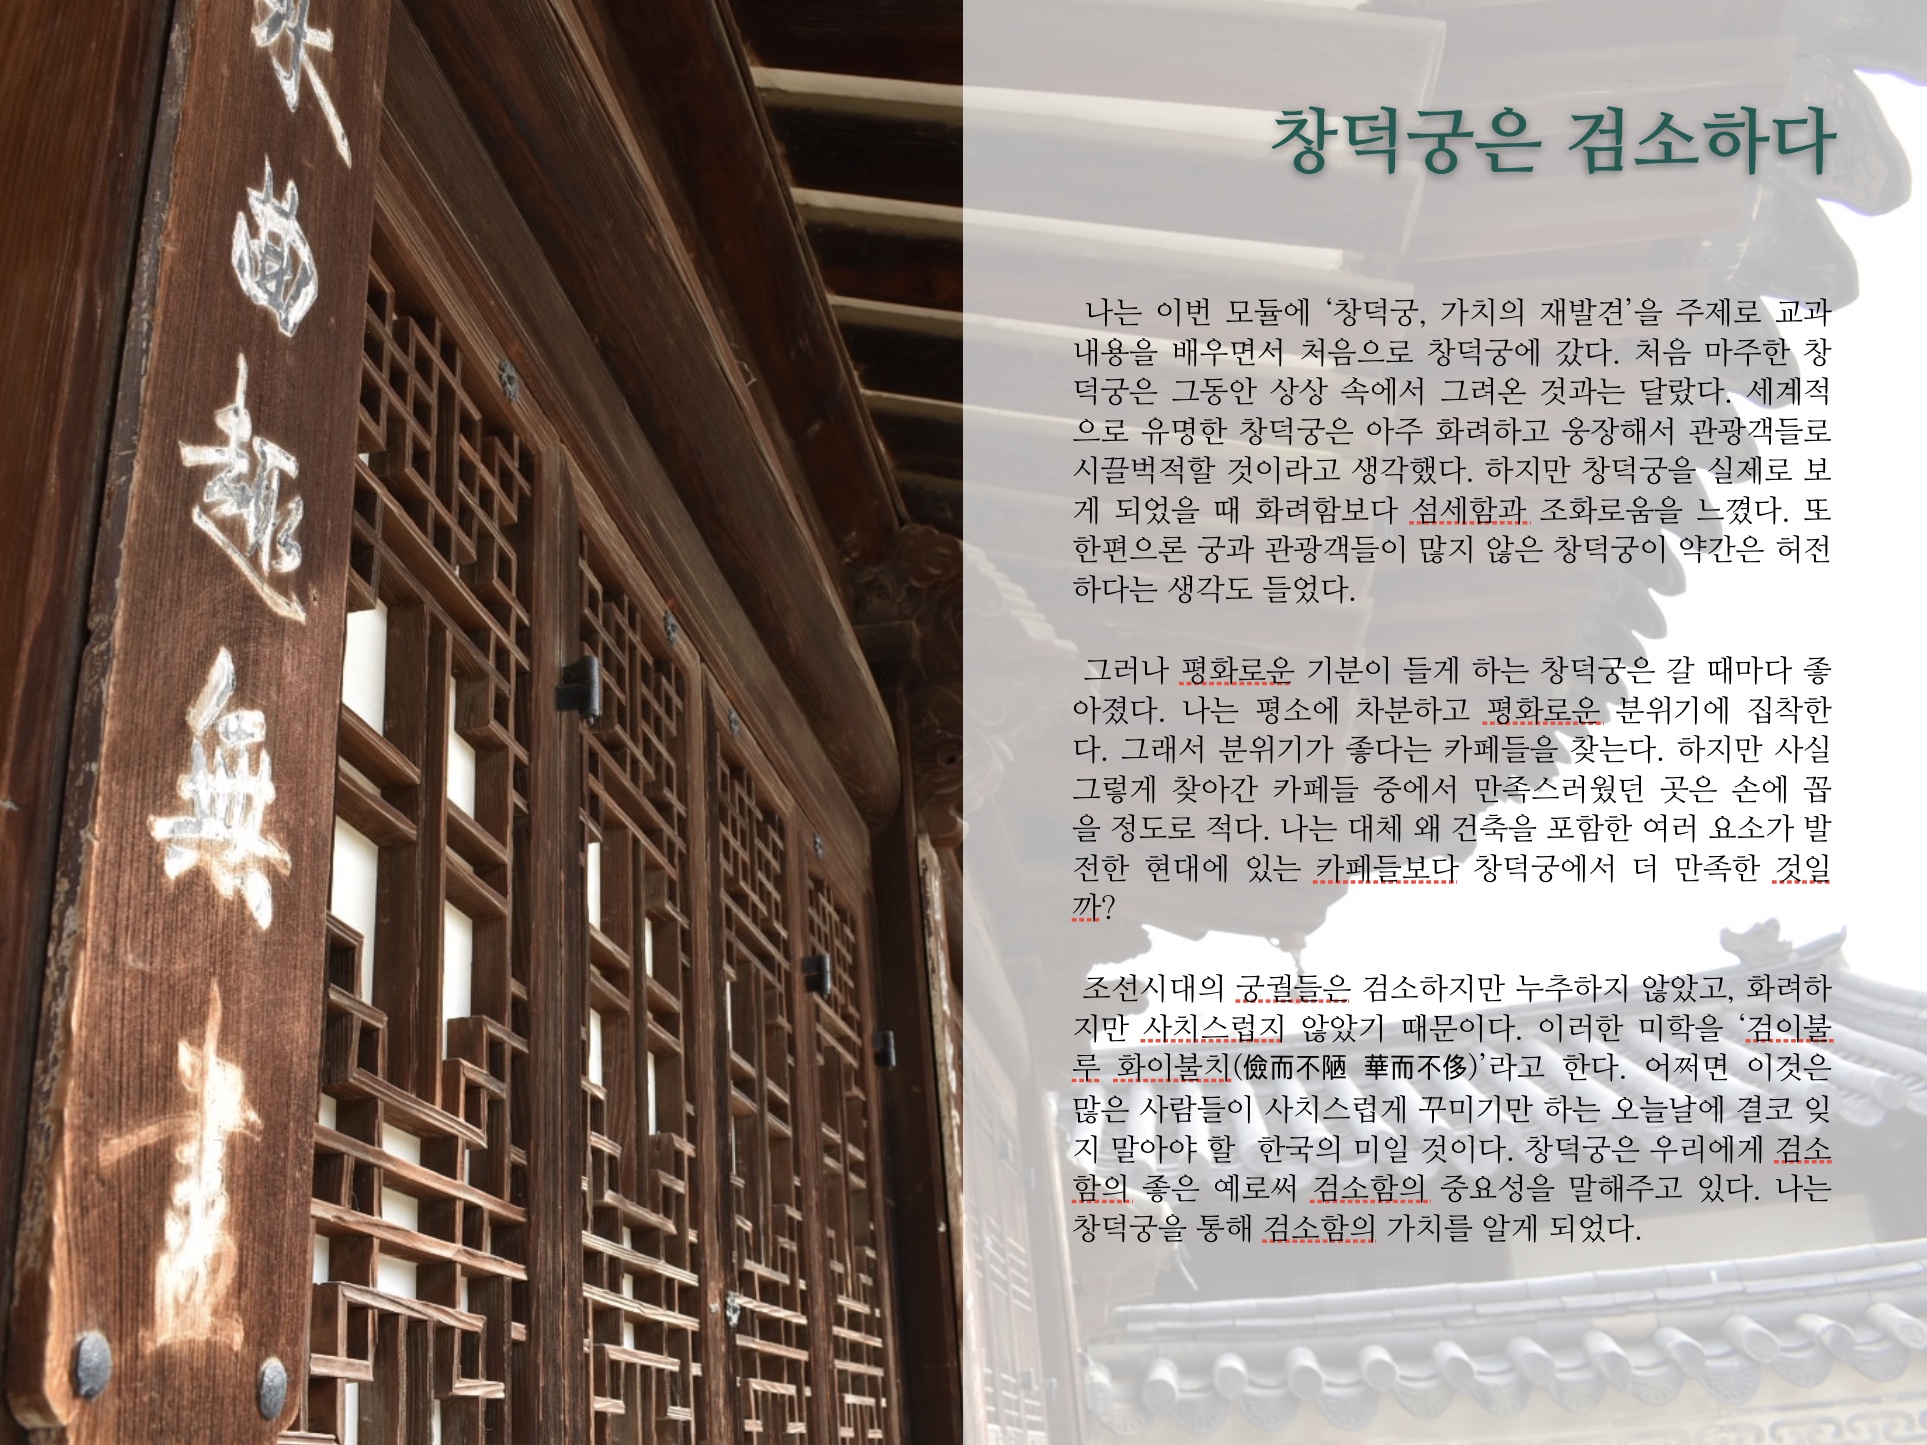 曲
趣
無
畫
창덕궁은 검소하다
나는 이번 모듈에 ‘창덕궁, 가치의 재발견’을 주제로 교과
내용을 배우면서 처음으로 창덕궁에 갔다. 처음 마주한 창
덕궁은 그동안 상상 속에서 그려온 것과는 달랐다. 세계적
으로 유명한 창덕궁은 아주 화려하고 웅장해서 관광객들로
시끌벅적할 것이라고 생각했다. 하지만 창덕궁을 실제로 보
게 되었을 때 화려함보다 섬세함과 조화로움을 느꼈다. 또
한편으론 궁과 관광객들이 많지 않은 창덕궁이 약간은 허전
하다는 생각도 들었다.
그러나 평화로운 기분이 들게 하는 창덕궁은 갈 때마다 좋
아졌다. 나는 평소에 차분하고 평화로운 분위기에 집착한
다. 그래서 분위기가 좋다는 카페들을 찾는다. 하지만 사실
그렇게 찾아간 카페들 중에서 만족스러웠던 곳은 손에 꼽
을 정도로 적다. 나는 대체 왜 건축을 포함한 여러 요소가 발
전한 현대에 있는 카페들보다 창덕궁에서 더 만족한 것일
까?
조선시대의 궁궐들은 검소하지만 누추하지 않았고, 화려하
지만 사치스럽지 않았기 때문이다. 이러한 미학을 ‘검이불
루 화이불치(儉而不陋 華而不侈)’라고 한다. 어쩌면 이것은
많은 사람들이 사치스럽게 꾸미기만 하는 오늘날에 결코 잊
지 말아야 할 한국의 미일 것이다. 창덕궁은 우리에게 검소
함의 좋은 예로써 검소함의 중요성을 말해주고 있다. 나는
창덕궁을 통해 검소함의 가치를 알게 되었다.